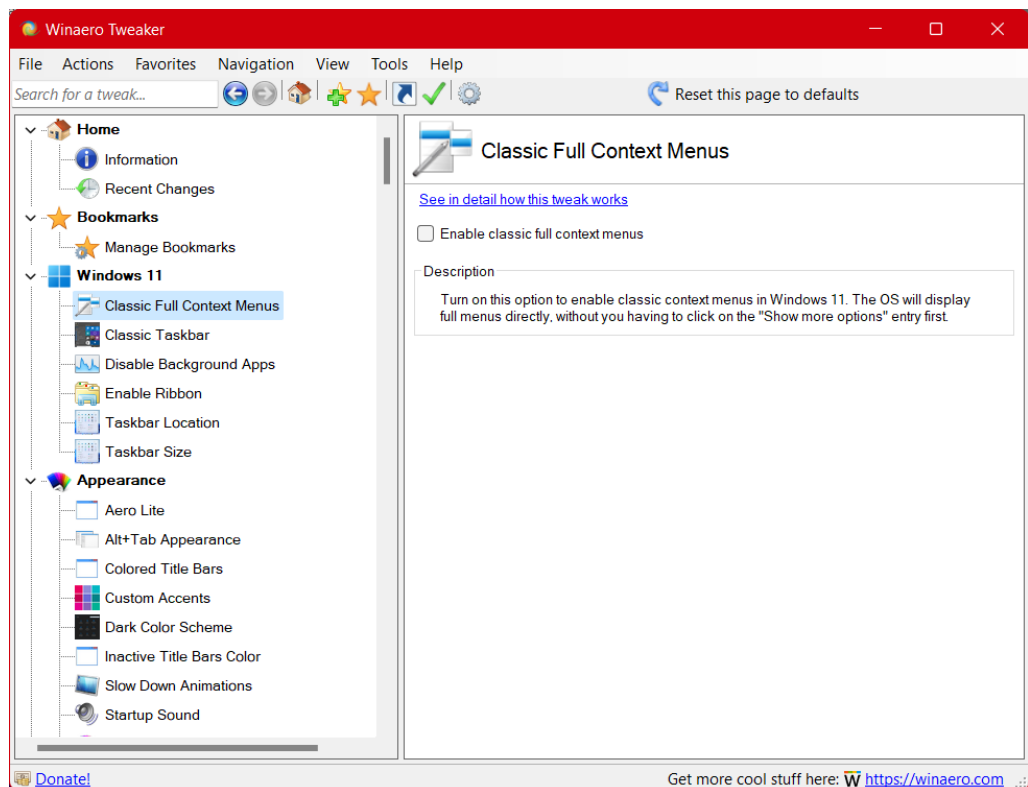 Winaero Tweaker
File Actions Favorites Navigation View Tools Help
Search for a tweak...
Reset this page to defaults
Home
Information
Recent Changes
Bookmarks
Manage Bookmarks
Windows 11
Classic Full Context Menus
Classic Taskbar
Disable Background Apps
Enable Ribbon
Taskbar Location
Taskbar Size
Appearance
Aero Lite
Alt+Tab Appearance
Colored Title Bars
Custom Accents
Dark Color Scheme
Inactive Title Bars Color
Slow Down Animations
Startup Sound
Classic Full Context Menus
See in detail how this tweak works
Enable classic full context menus
Description
Turn on this option to enable classic context menus in Windows 11. The OS will display
full menus directly, without you having to click on the "Show more options" entry first.
Donate!
Get more cool stuff here: W https://winaero.com